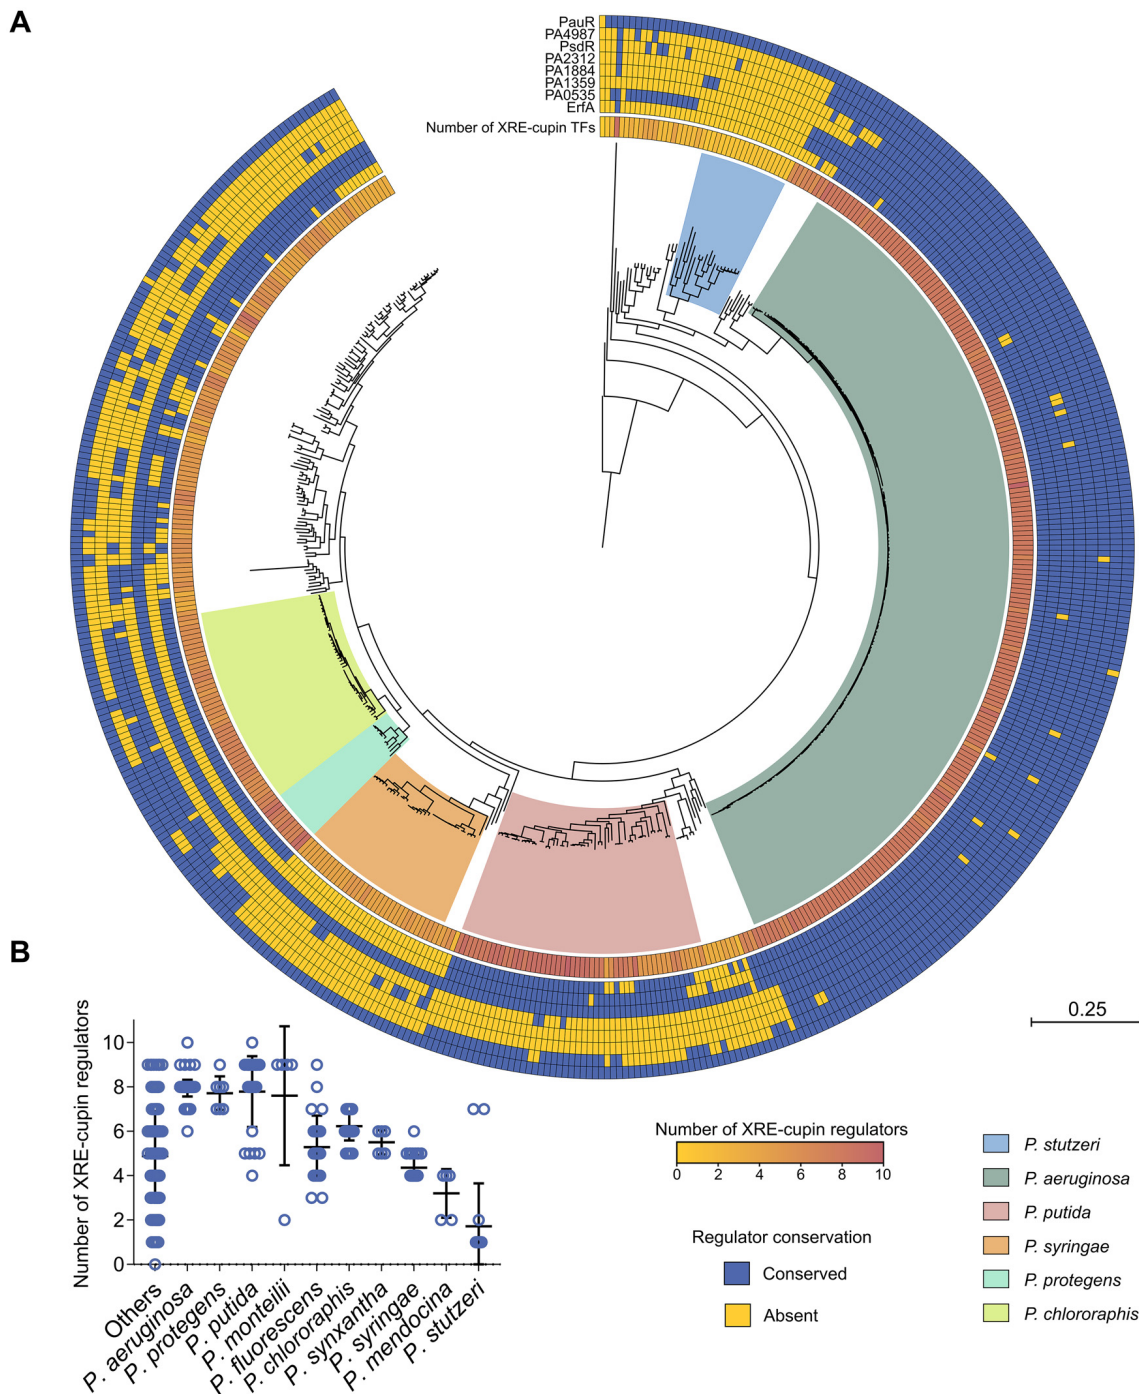 A
PauR
PA4987
PsdR
PA2312
PA1884
PA1359
PA0535
ErfA
Number of XRE-cupin TFs
0.25
B
Number of XRE-cupin regulators
10
8
6
4
2
0
Others
P. aeruginosa
P. protegens
P. putida
P. monteilii
P. fluorescens
P. chlororaphis
P. synxantha
P. syringae
P. mendocina
P. stutzeri
Number of XRE-cupin regulators
0 2 4 6 8 10
Regulator conservation
Conserved
Absent
P. stutzeri
P. aeruginosa
P. putida
P. syringae
P. protegens
P. chlororaphis